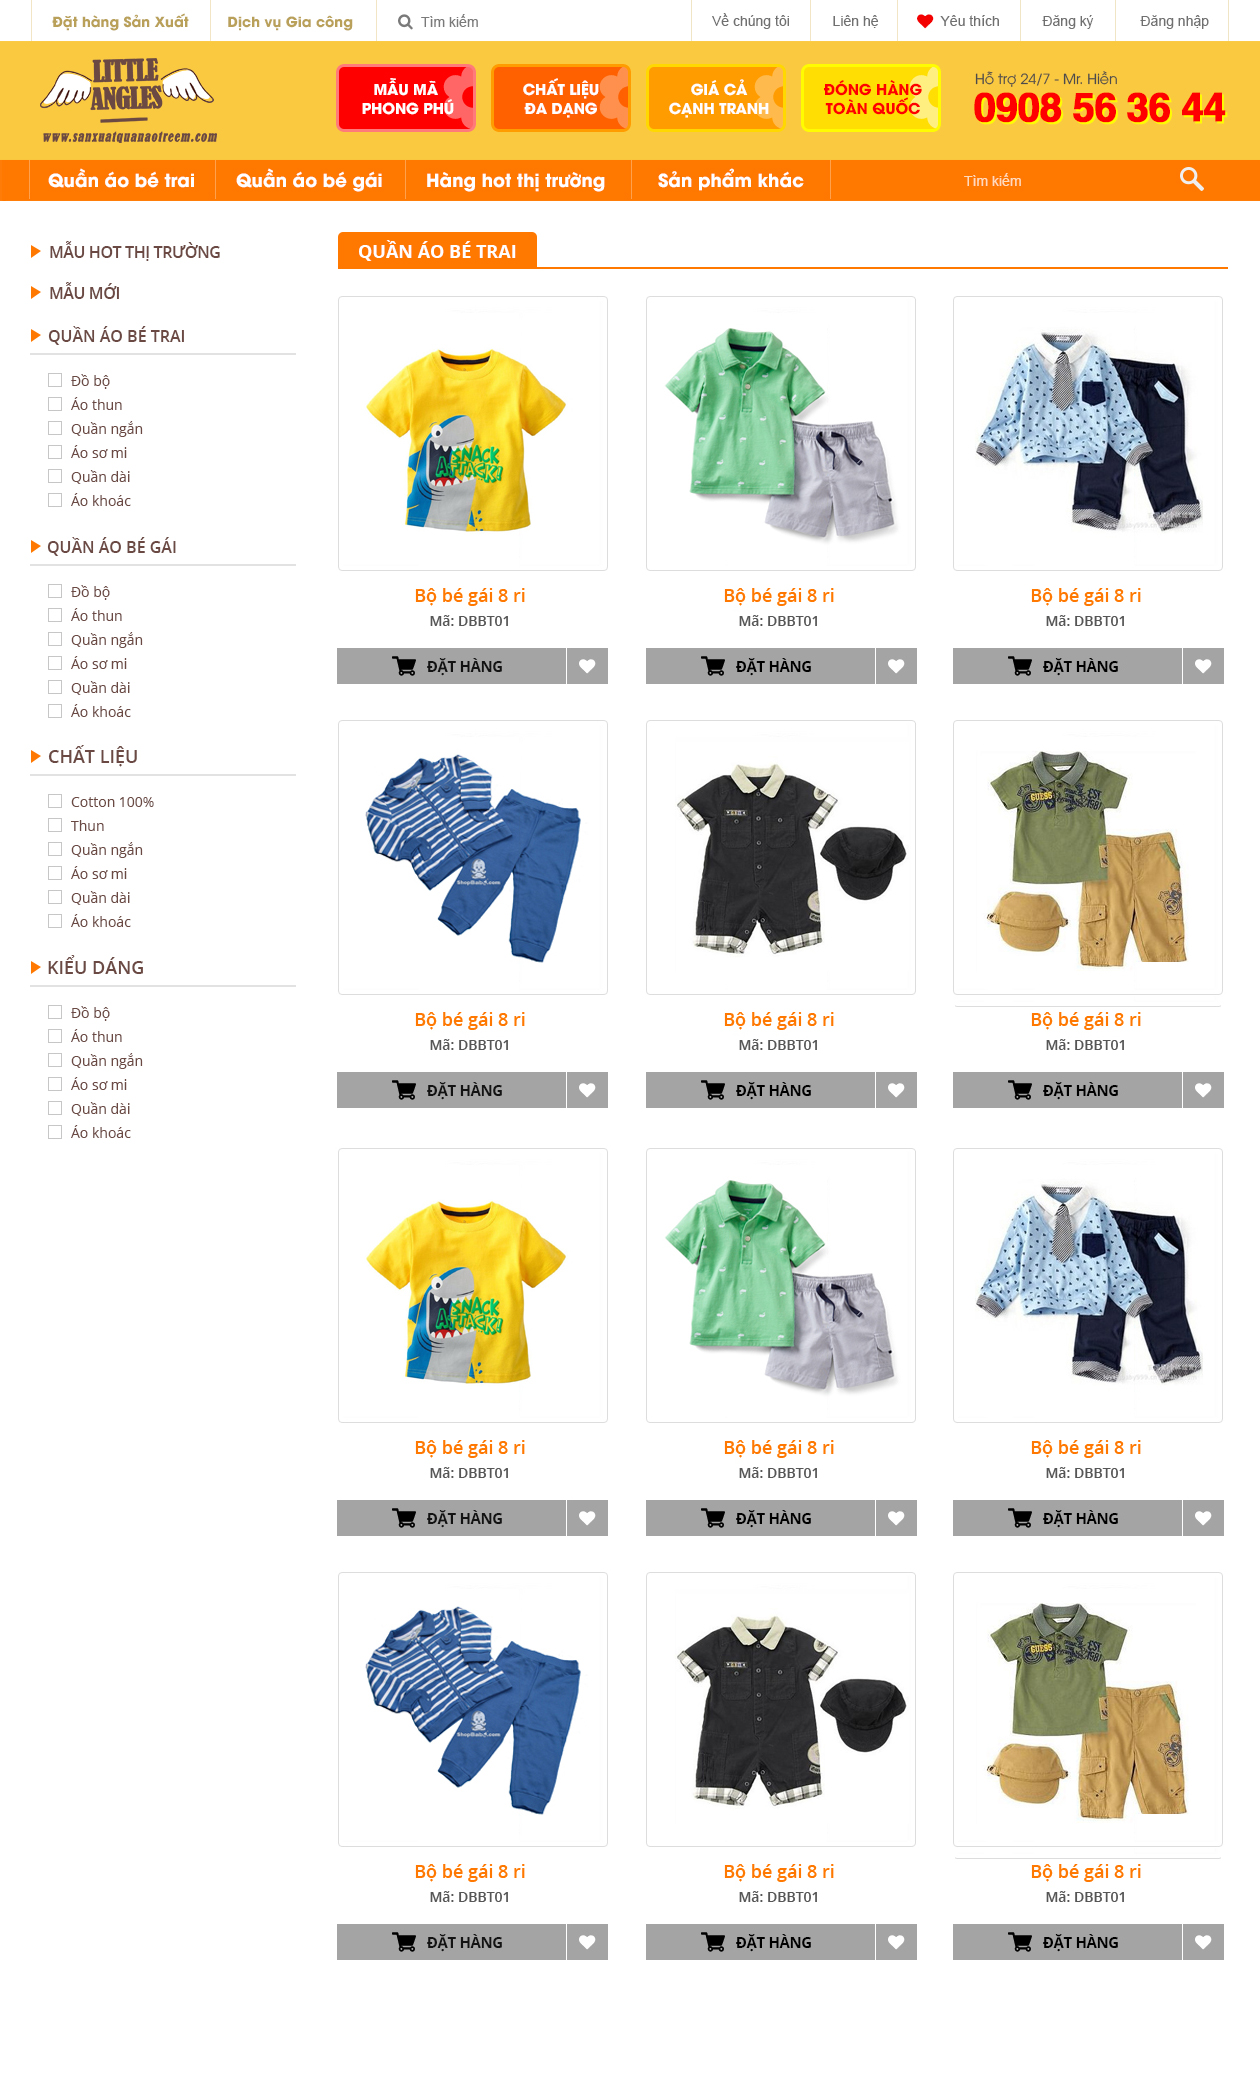 Đặt hàng Sản Xuất
Dịch vụ Gia công
Tìm kiếm
Về chúng tôi
Liên hệ
Yêu thích
Đăng ký
Đăng nhập
LITTLE
ANGLES
www.sanxuatquanaotreem.com
MẪU MÃ
PHONG PHÚ
CHẤT LIỆU
ĐA DẠNG
GIÁ CẢ
CẠNH TRANH
ĐÓNG HÀNG
TOÀN QUỐC
Hỗ trợ 24/7 - Mr. Hiền
0908 56 36 44
Quần áo bé trai
Quần áo bé gái
Hàng hot thị trường
Sản phẩm khác
Tìm kiếm
MẪU HOT THỊ TRƯỜNG
MẪU MỚI
QUẦN ÁO BÉ TRAI
Đồ bộ
Áo thun
Quần ngắn
Áo sơ mi
Quần dài
Áo khoác
QUẦN ÁO BÉ GÁI
Đồ bộ
Áo thun
Quần ngắn
Áo sơ mi
Quần dài
Áo khoác
CHẤT LIỆU
Cotton 100%
Thun
Quần ngắn
Áo sơ mi
Quần dài
Áo khoác
KIỂU DÁNG
Đồ bộ
Áo thun
Quần ngắn
Áo sơ mi
Quần dài
Áo khoác
QUẦN ÁO BÉ TRAI
SNACK
ATTACK!
Bộ bé gái 8 ri
Mã: DBBT01
ĐẶT HÀNG
Bộ bé gái 8 ri
Mã: DBBT01
ĐẶT HÀNG
Bộ bé gái 8 ri
Mã: DBBT01
ĐẶT HÀNG
GUESS
EST
1981
Bộ bé gái 8 ri
Mã: DBBT01
ĐẶT HÀNG
Bộ bé gái 8 ri
Mã: DBBT01
ĐẶT HÀNG
Bộ bé gái 8 ri
Mã: DBBT01
ĐẶT HÀNG
SNACK
ATTACK!
Bộ bé gái 8 ri
Mã: DBBT01
ĐẶT HÀNG
Bộ bé gái 8 ri
Mã: DBBT01
ĐẶT HÀNG
Bộ bé gái 8 ri
Mã: DBBT01
ĐẶT HÀNG
GUESS
EST
1981
Bộ bé gái 8 ri
Mã: DBBT01
ĐẶT HÀNG
Bộ bé gái 8 ri
Mã: DBBT01
ĐẶT HÀNG
Bộ bé gái 8 ri
Mã: DBBT01
ĐẶT HÀNG